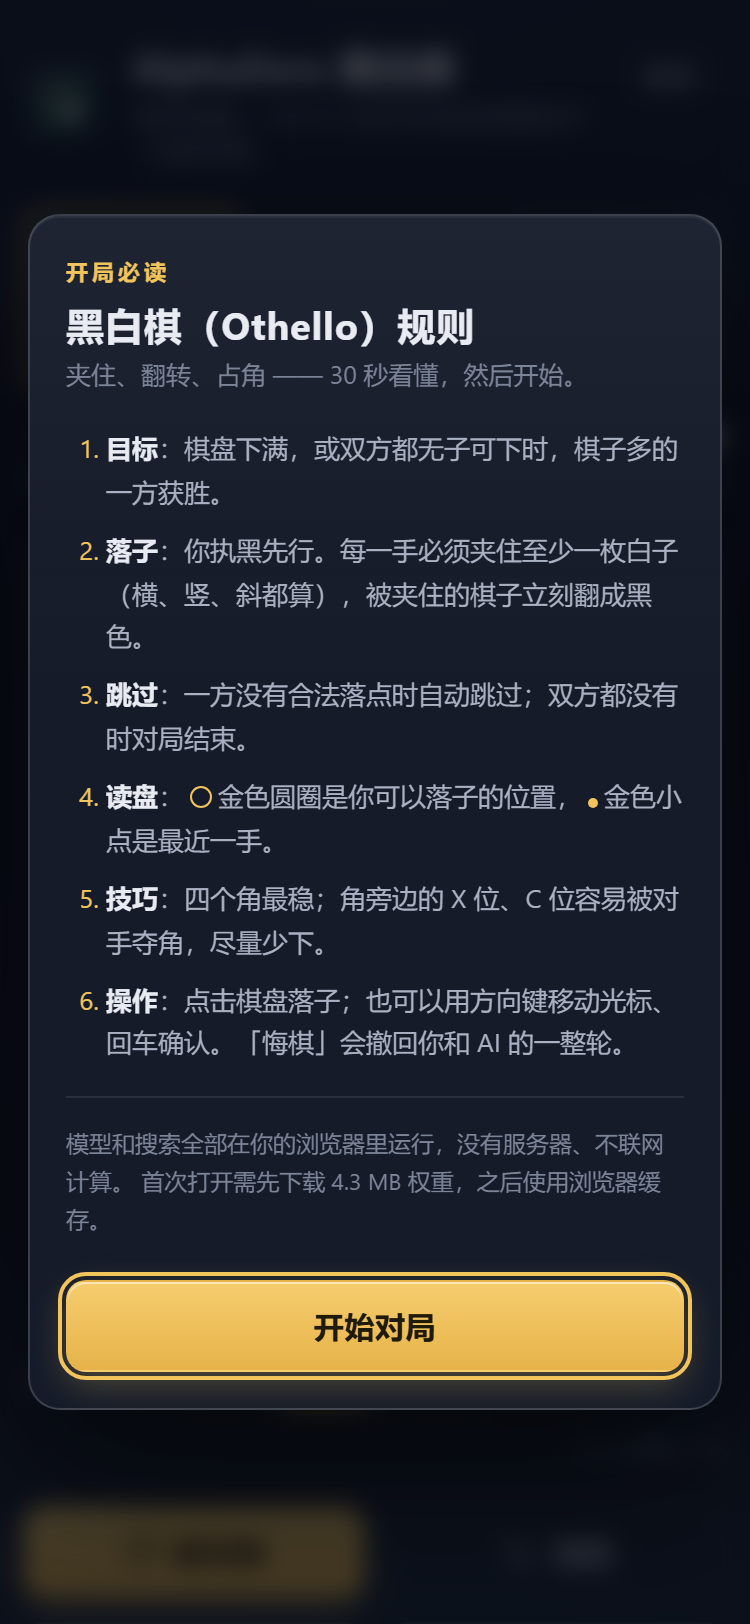 开局必读
黑白棋（Othello）规则
夹住、翻转、占角 —— 30 秒看懂，然后开始。
1. 目标：棋盘下满，或双方都无子可下时，棋子多的
一方获胜。
2. 落子：你执黑先行。每一手必须夹住至少一枚白子
（横、竖、斜都算），被夹住的棋子立刻翻成黑
色。
3. 跳过：一方没有合法落点时自动跳过；双方都没有
时对局结束。
4. 读盘：金色圆圈是你可以落子的位置，金色小
点是最近一手。
5. 技巧：四个角最稳；角旁边的 X 位、C 位容易被对
手夺角，尽量少下。
6. 操作：点击棋盘落子；也可以用方向键移动光标、
回车确认。「悔棋」会撤回你和 AI 的一整轮。
模型和搜索全部在你的浏览器里运行，没有服务器、不联网
计算。 首次打开需先下载 4.3 MB 权重，之后使用浏览器缓
存。
开始对局